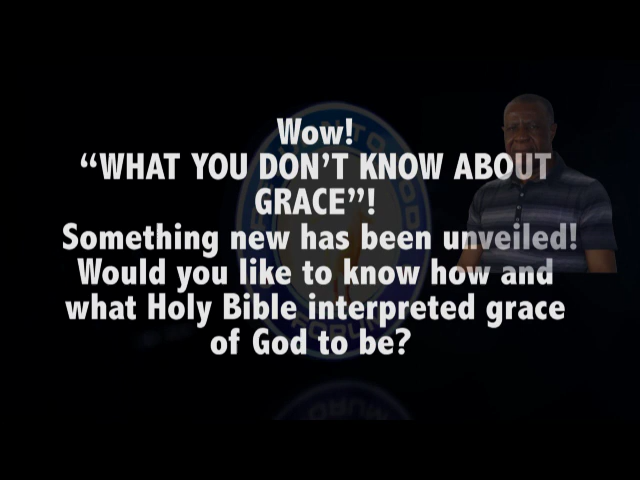 Wow!
“WHAT YOU DON’T KNOW ABOUT
GRACE”!
Something new has been unveiled!
Would you like to know how and
what Holy Bible interpreted grace
of God to be?